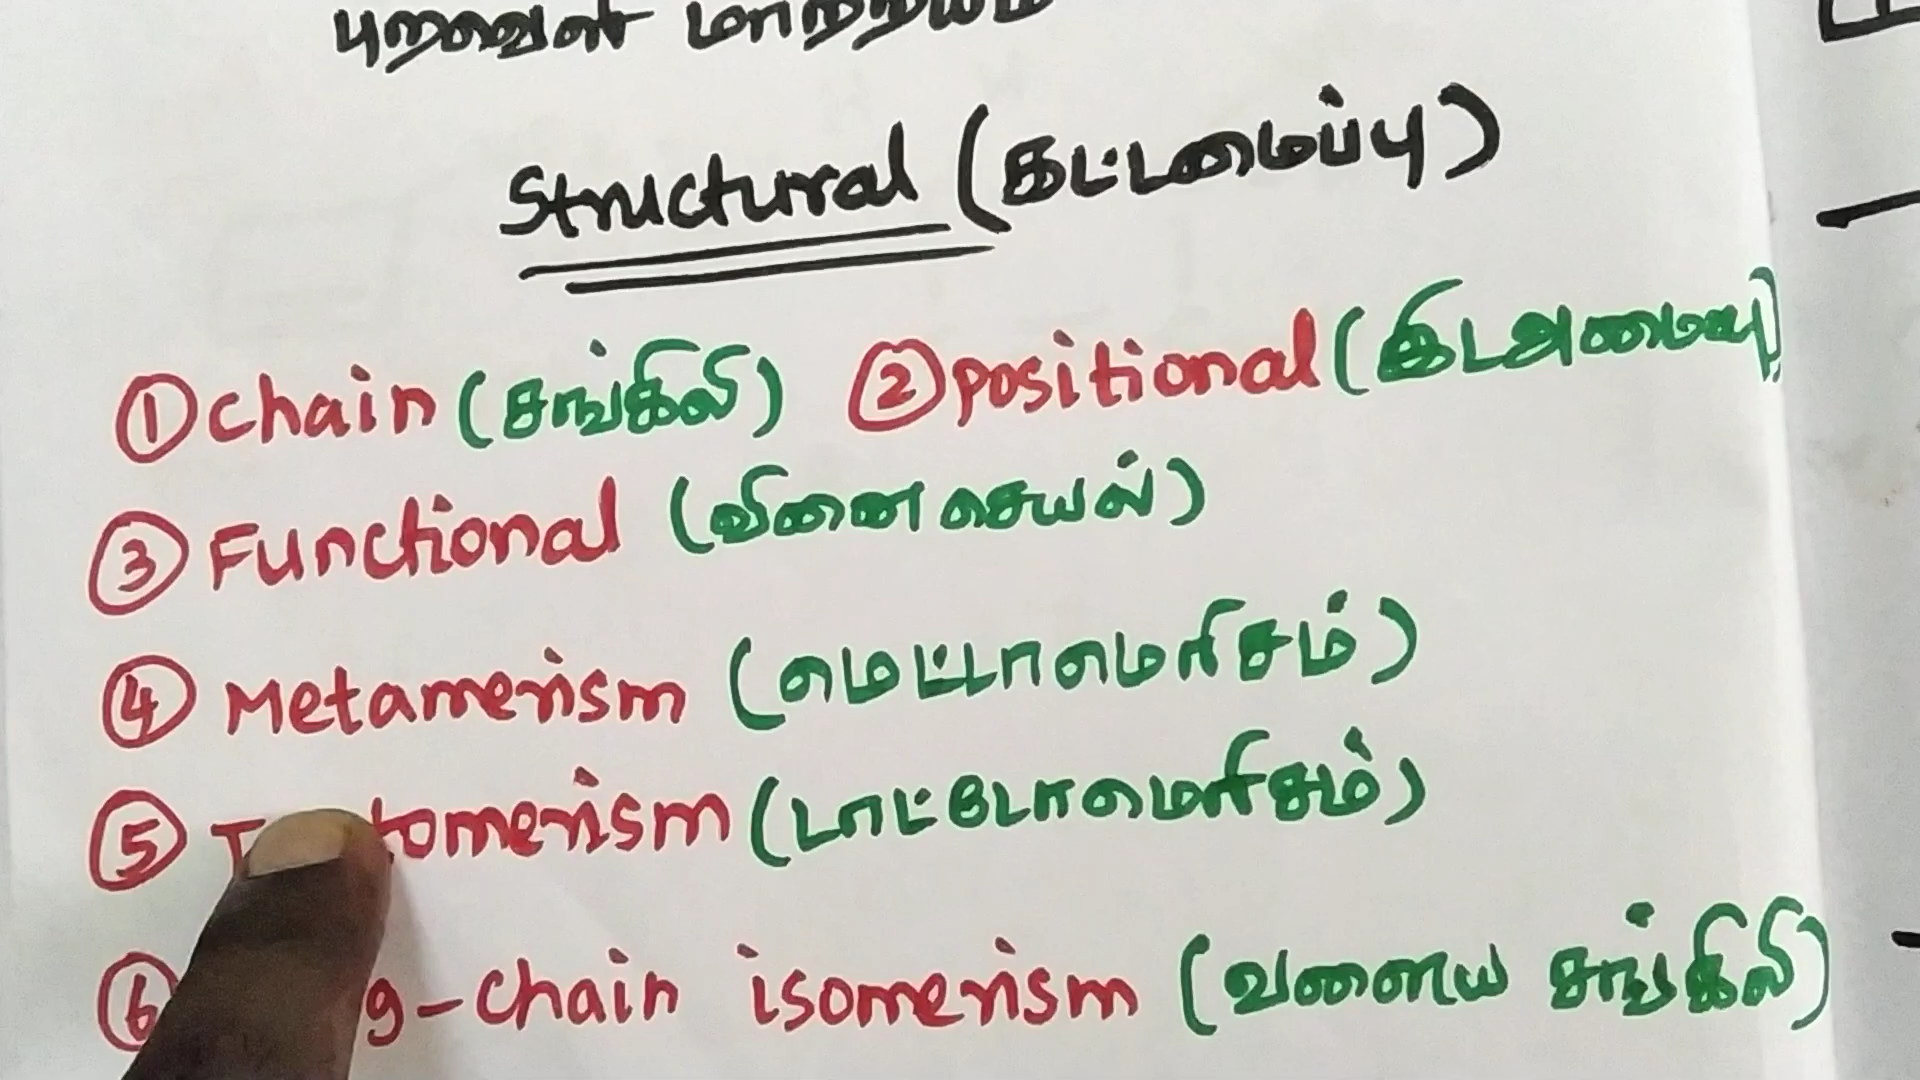 Structural (கட்டமைப்பு)
① chain (சங்கிலி) ② positional (இடஅமைப்பு)
③ Functional (வினைசெயல்)
④ Metamerism (மெட்டாமெரிசம்)
⑤ (டாட்டோமெரிசம்)
⑥ isomerism (வளைய சங்கிலி)